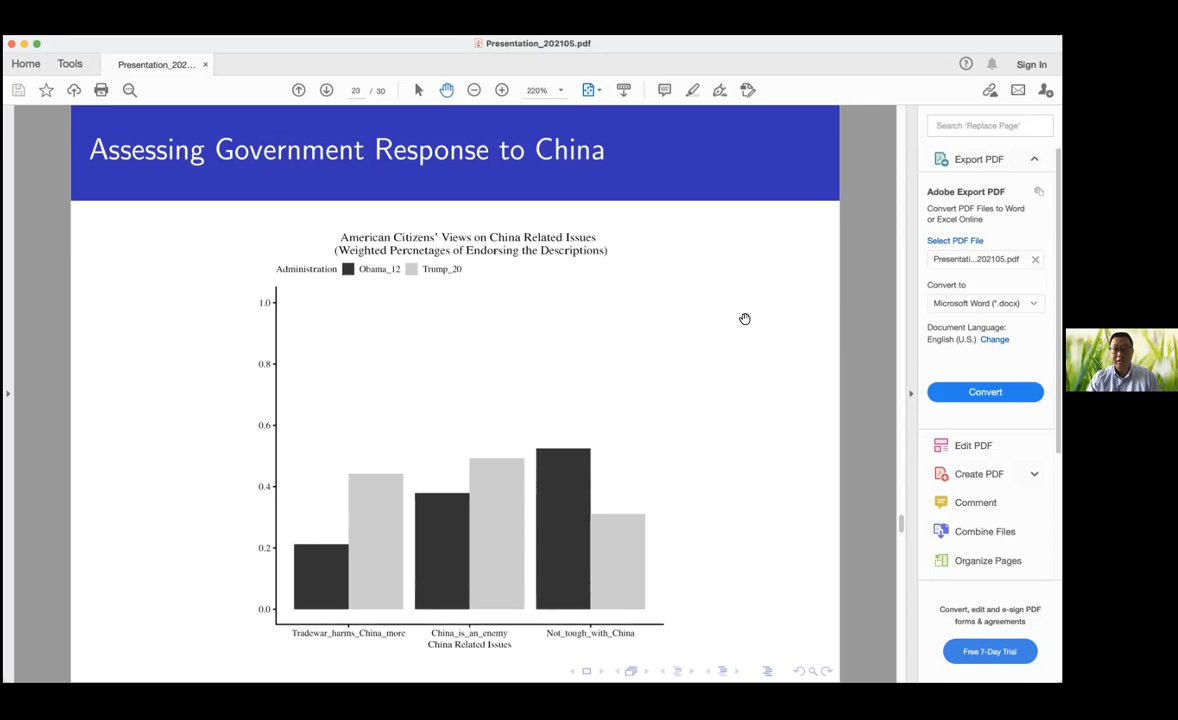 Presentation_202105.pdf
Home
Tools
Presentation_202... ×
Sign In
23 / 30
220%
Assessing Government Response to China
American Citizens' Views on China Related Issues
(Weighted Percnetages of Endorsing the Descriptions)
Administration Obama_12 Trump_20
1.0
0.8
0.6
0.4
0.2
0.0
Tradewar_harms_China_more
China_is_an_enemy
Not_tough_with_China
China Related Issues
Search 'Replace Page'
Export PDF
Adobe Export PDF
Convert PDF Files to Word
or Excel Online
Select PDF File
Presentati...202105.pdf
Convert to
Microsoft Word (*.docx)
Document Language:
English (U.S.) Change
Convert
Edit PDF
Create PDF
Comment
Combine Files
Organize Pages
Convert, edit and e-sign PDF
forms & agreements
Free 7-Day Trial